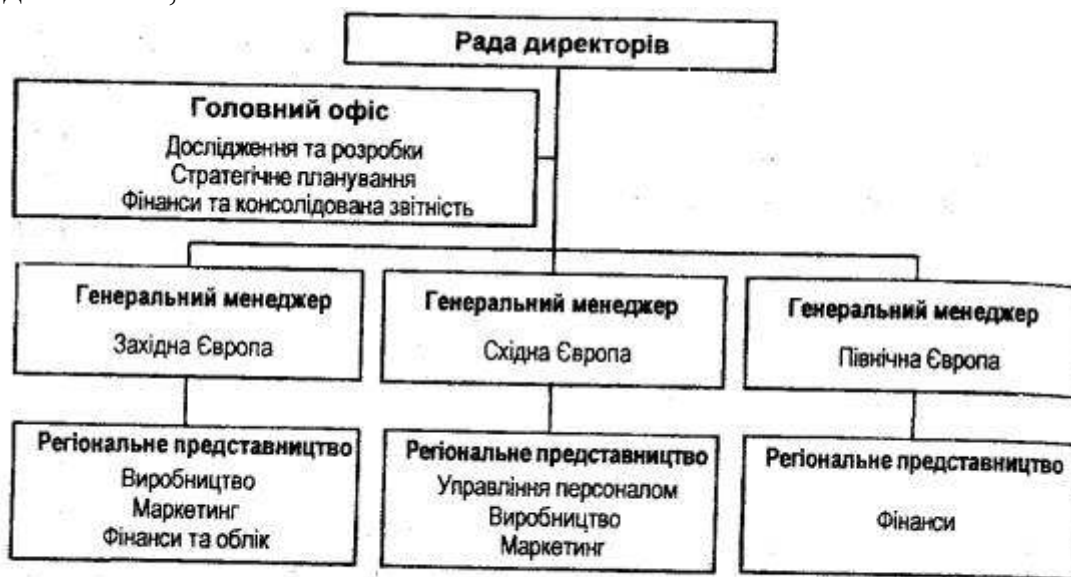 Рада директорів
Головний офіс
Дослідження та розробки
Стратегічне планування
Фінанси та консолідована звітність
Генеральний менеджер
Західна Європа
Генеральний менеджер
Східна Європа
Генеральний менеджер
Північна Європа
Регіональне представництво
Виробництво
Маркетинг
Фінанси та облік
Регіональне представництво
Управління персоналом
Виробництво
Маркетинг
Регіональне представництво
Фінанси